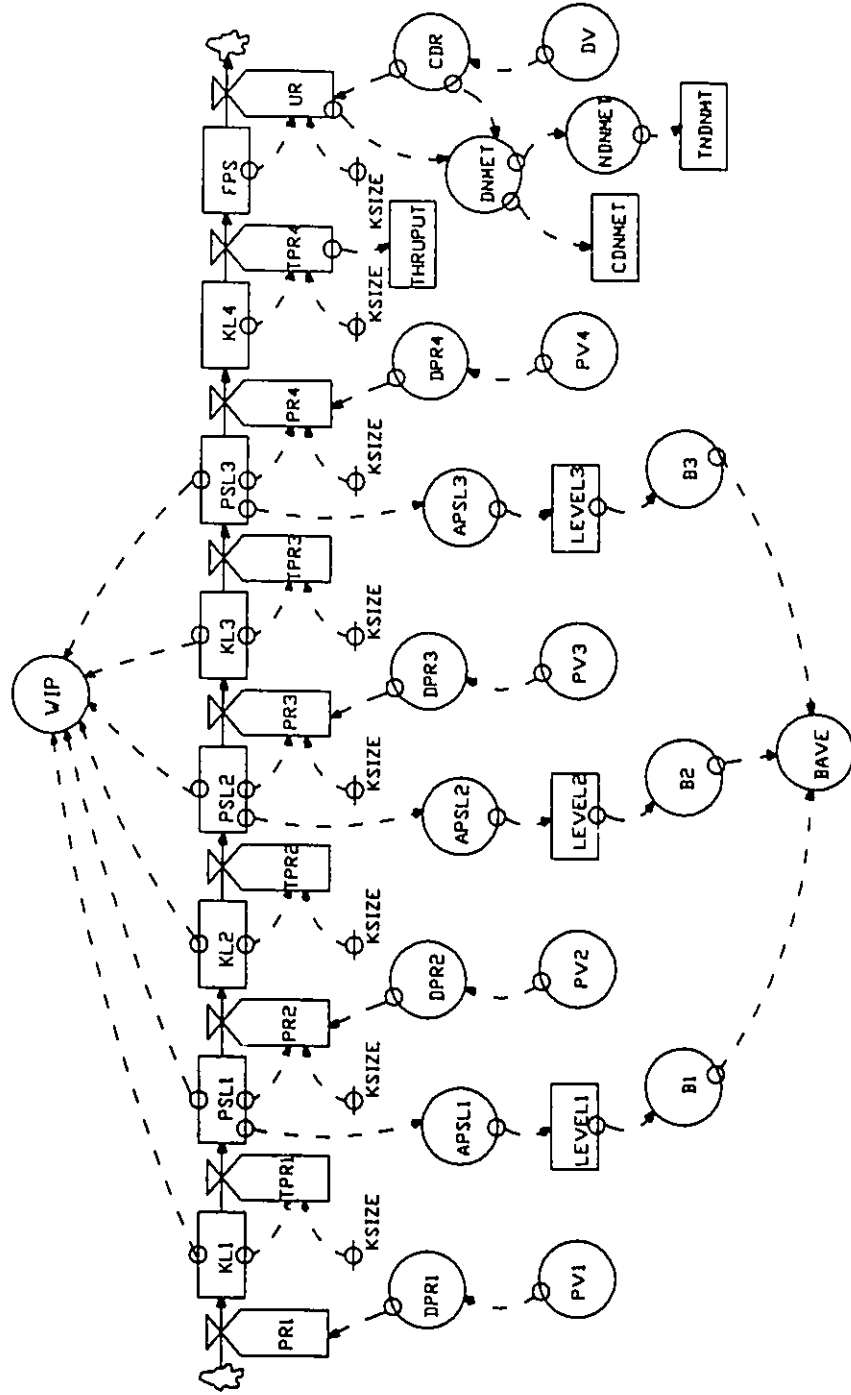 WIP
PR1
KL1
TPR1
PSL1
PR2
KL2
TPR2
PSL2
PR3
KL3
TPR3
PSL3
PR4
KL4
TPR4
FPS
UR
KSIZE
KSIZE
KSIZE
KSIZE
KSIZE
KSIZE
KSIZE
KSIZE
DPR1
APSL1
DPR2
APSL2
DPR3
APSL3
DPR4
THRUPUT
DNMET
CDR
PV1
LEVEL1
PV2
LEVEL2
PV3
LEVEL3
PV4
CDNMET
NDNMET
DV
B1
B2
B3
TNDNMT
BAVE